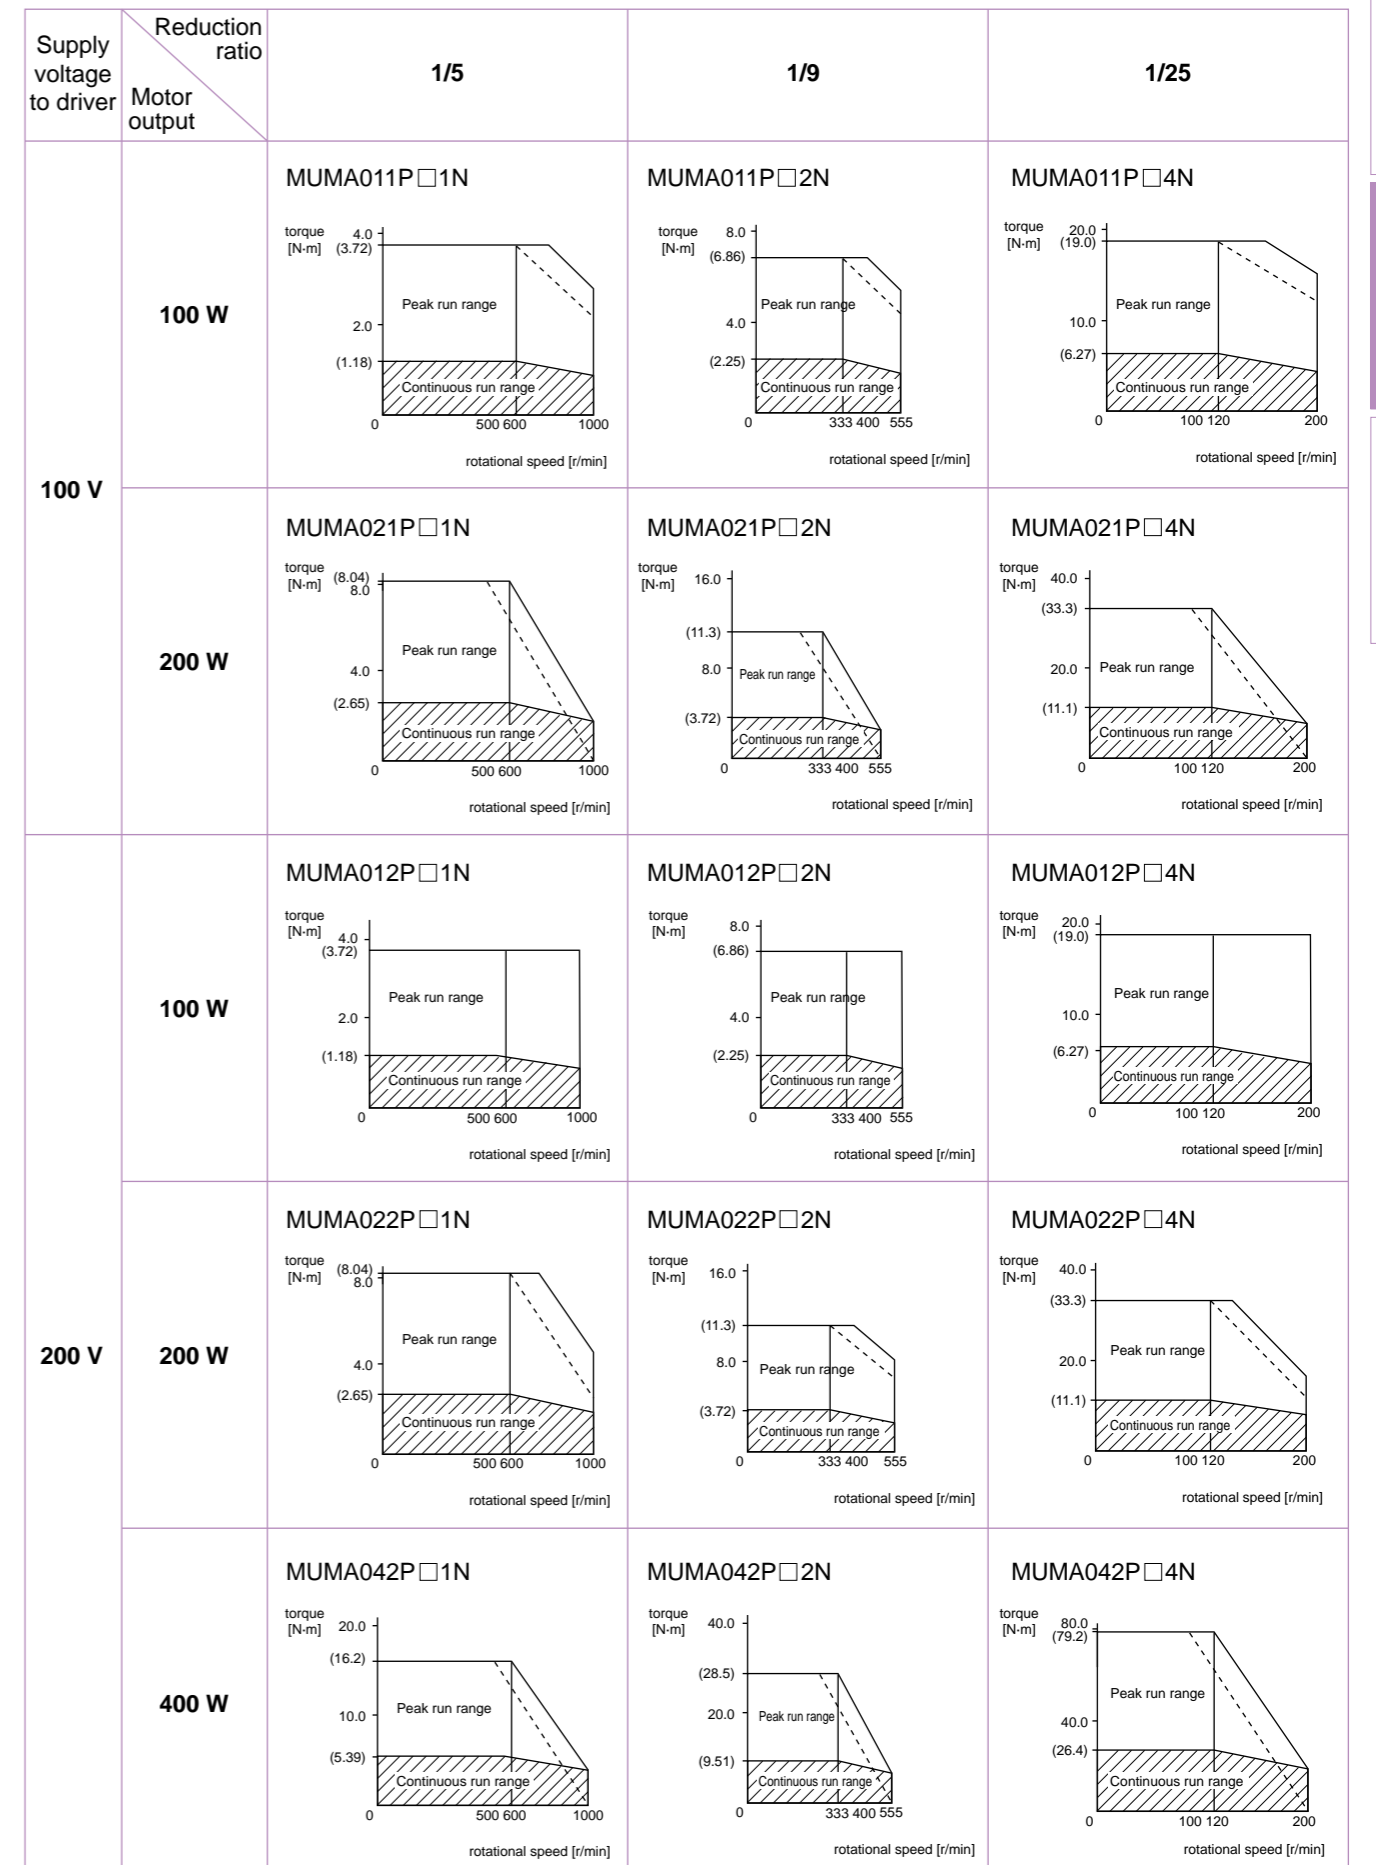 Supply
voltage
to driver
Reduction
ratio
Motor
output
1/5
1/9
1/25
100 V
100 W
MUMA011P□1N
torque
[N·m]
4.0
(3.72)
Peak run range
2.0
(1.18)
Continuous run range
0 500 600 1000
rotational speed [r/min]
MUMA011P□2N
torque
[N·m]
8.0
(6.86)
Peak run range
4.0
(2.25)
Continuous run range
0 333 400 555
rotational speed [r/min]
MUMA011P□4N
torque
[N·m]
20.0
(19.0)
Peak run range
10.0
(6.27)
Continuous run range
0 100 120 200
rotational speed [r/min]
200 W
MUMA021P□1N
torque
[N·m]
(8.04)
8.0
Peak run range
4.0
(2.65)
Continuous run range
0 500 600 1000
rotational speed [r/min]
MUMA021P□2N
torque
[N·m]
16.0
(11.3)
8.0
Peak run range
(3.72)
Continuous run range
0 333 400 555
rotational speed [r/min]
MUMA021P□4N
torque
[N·m]
40.0
(33.3)
20.0
Peak run range
(11.1)
Continuous run range
0 100 120 200
rotational speed [r/min]
200 V
100 W
MUMA012P□1N
torque
[N·m]
4.0
(3.72)
Peak run range
2.0
(1.18)
Continuous run range
0 500 600 1000
rotational speed [r/min]
MUMA012P□2N
torque
[N·m]
8.0
(6.86)
Peak run range
4.0
(2.25)
Continuous run range
0 333 400 555
rotational speed [r/min]
MUMA012P□4N
torque
[N·m]
20.0
(19.0)
Peak run range
10.0
(6.27)
Continuous run range
0 100 120 200
rotational speed [r/min]
200 W
MUMA022P□1N
torque
[N·m]
(8.04)
8.0
Peak run range
4.0
(2.65)
Continuous run range
0 500 600 1000
rotational speed [r/min]
MUMA022P□2N
torque
[N·m]
16.0
(11.3)
8.0
Peak run range
(3.72)
Continuous run range
0 333 400 555
rotational speed [r/min]
MUMA022P□4N
torque
[N·m]
40.0
(33.3)
Peak run range
20.0
(11.1)
Continuous run range
0 100 120 200
rotational speed [r/min]
400 W
MUMA042P□1N
torque
[N·m]
20.0
(16.2)
Peak run range
10.0
(5.39)
Continuous run range
0 500 600 1000
rotational speed [r/min]
MUMA042P□2N
torque
[N·m]
40.0
(28.5)
20.0
Peak run range
(9.51)
Continuous run range
0 333 400 555
rotational speed [r/min]
MUMA042P□4N
torque
[N·m]
80.0
(79.2)
Peak run range
40.0
(26.4)
Continuous run range
0 100 120 200
rotational speed [r/min]